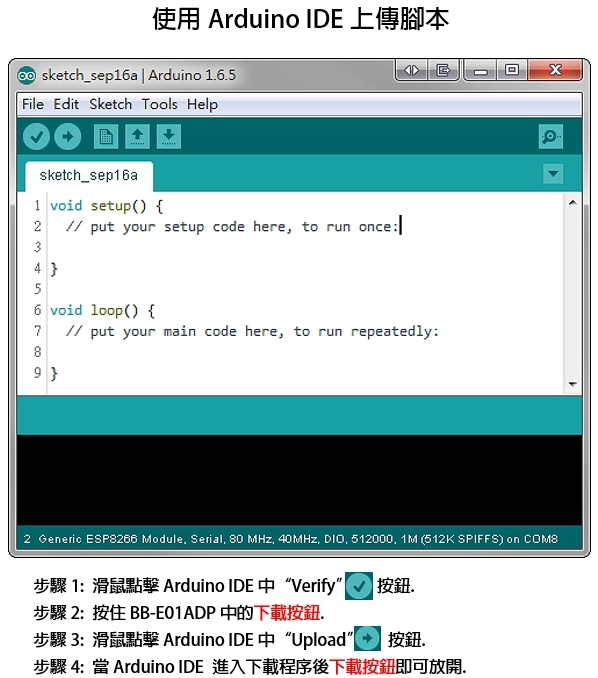 使用 Arduino IDE 上傳腳本
sketch_sep16a | Arduino 1.6.5
File Edit Sketch Tools Help
sketch_sep16a
1 void setup() {
2 // put your setup code here, to run once:
3
4 }
5
6 void loop() {
7 // put your main code here, to run repeatedly:
8
9 }
2 Generic ESP8266 Module, Serial, 80 MHz, 40MHz, DIO, 512000, 1M (512K SPIFFS) on COM8
步驟 1: 滑鼠點擊 Arduino IDE 中“Verify” 按鈕.
步驟 2: 按住 BB-E01ADP 中的下載按鈕.
步驟 3: 滑鼠點擊 Arduino IDE 中“Upload” 按鈕.
步驟 4: 當 Arduino IDE 進入下載程序後下載按鈕即可放開.